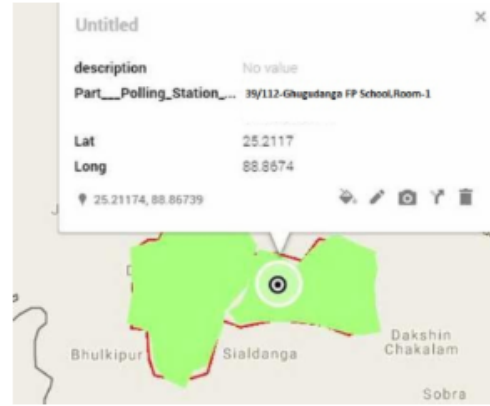 Untitled
description No value
Part___Polling_Station_... 39/112-Ghugudanga FP School,Room-1
Lat 25.2117
Long 88.8674
25.21174, 88.86739
Bhulkipur
Sialdanga
Dakshin
Chakalam
Sobra